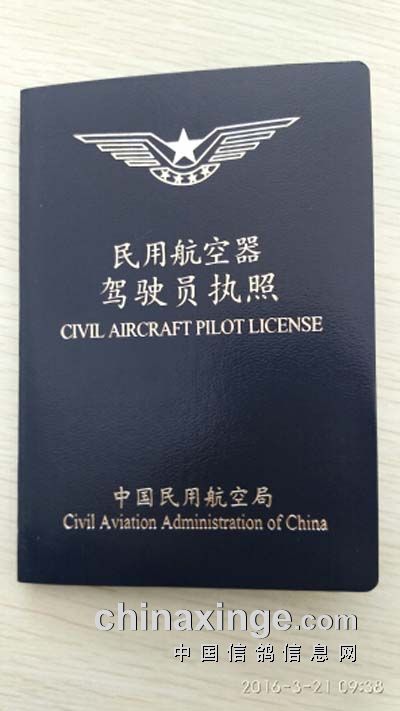 民用航空器
驾驶员执照
CIVIL AIRCRAFT PILOT LICENSE
中国民用航空局
Civil Aviation Administration of China
chinaxinge.com
中国信鸽信息网
2016-3-21 09:38